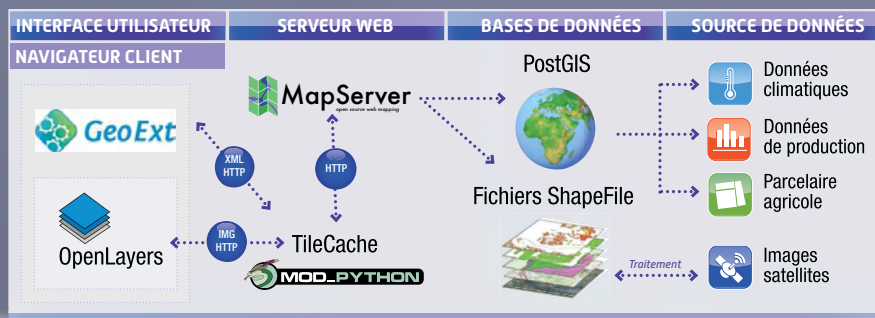 INTERFACE UTILISATEUR
SERVEUR WEB
BASES DE DONNÉES
SOURCE DE DONNÉES
NAVIGATEUR CLIENT
GeoExt
XML
HTTP
OpenLayers
IMG
HTTP
MapServer
open source web mapping
HTTP
TileCache
MOD_PYTHON
PostGIS
Fichiers ShapeFile
Traitement
Données
climatiques
Données
de production
Parcelaire
agricole
Images
satellites